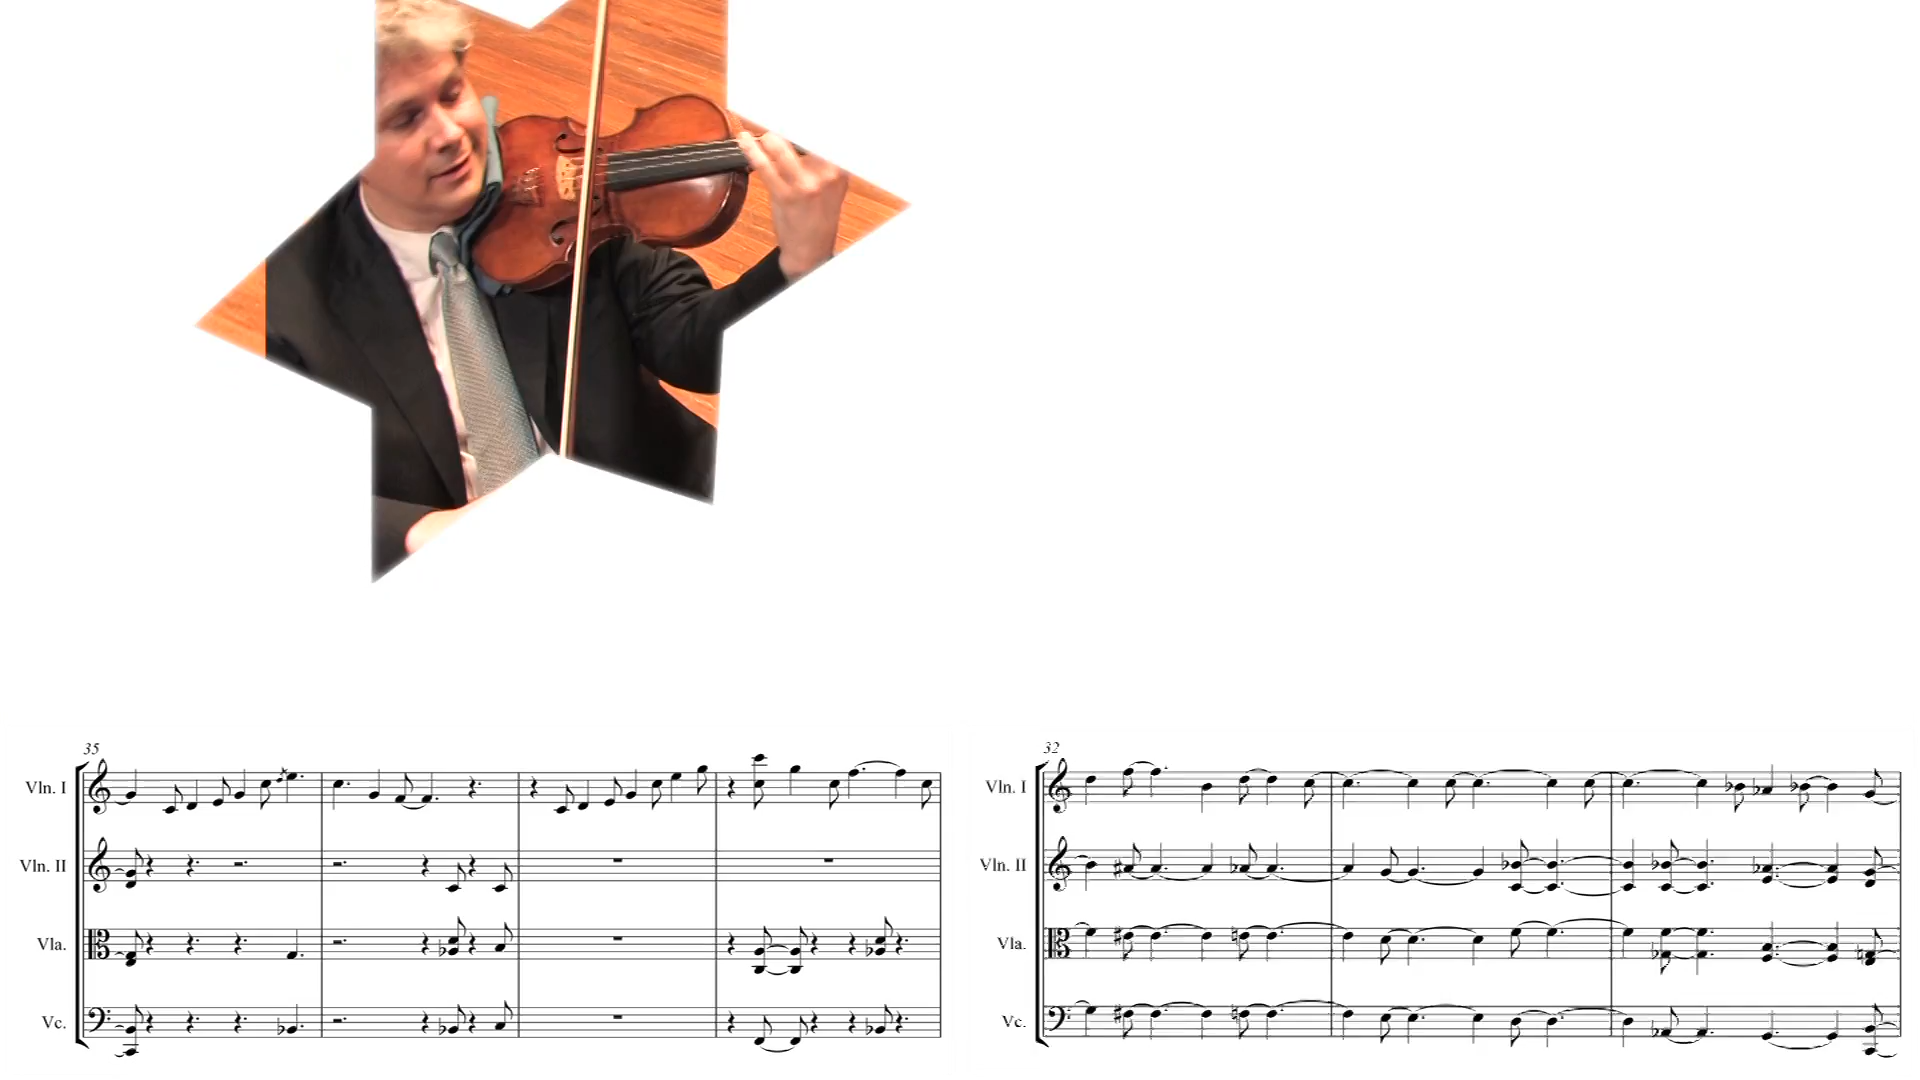 35
Vln. I
Vln. II
Vla.
Vc.
32
Vln. I
Vln. II
Vla.
Vc.